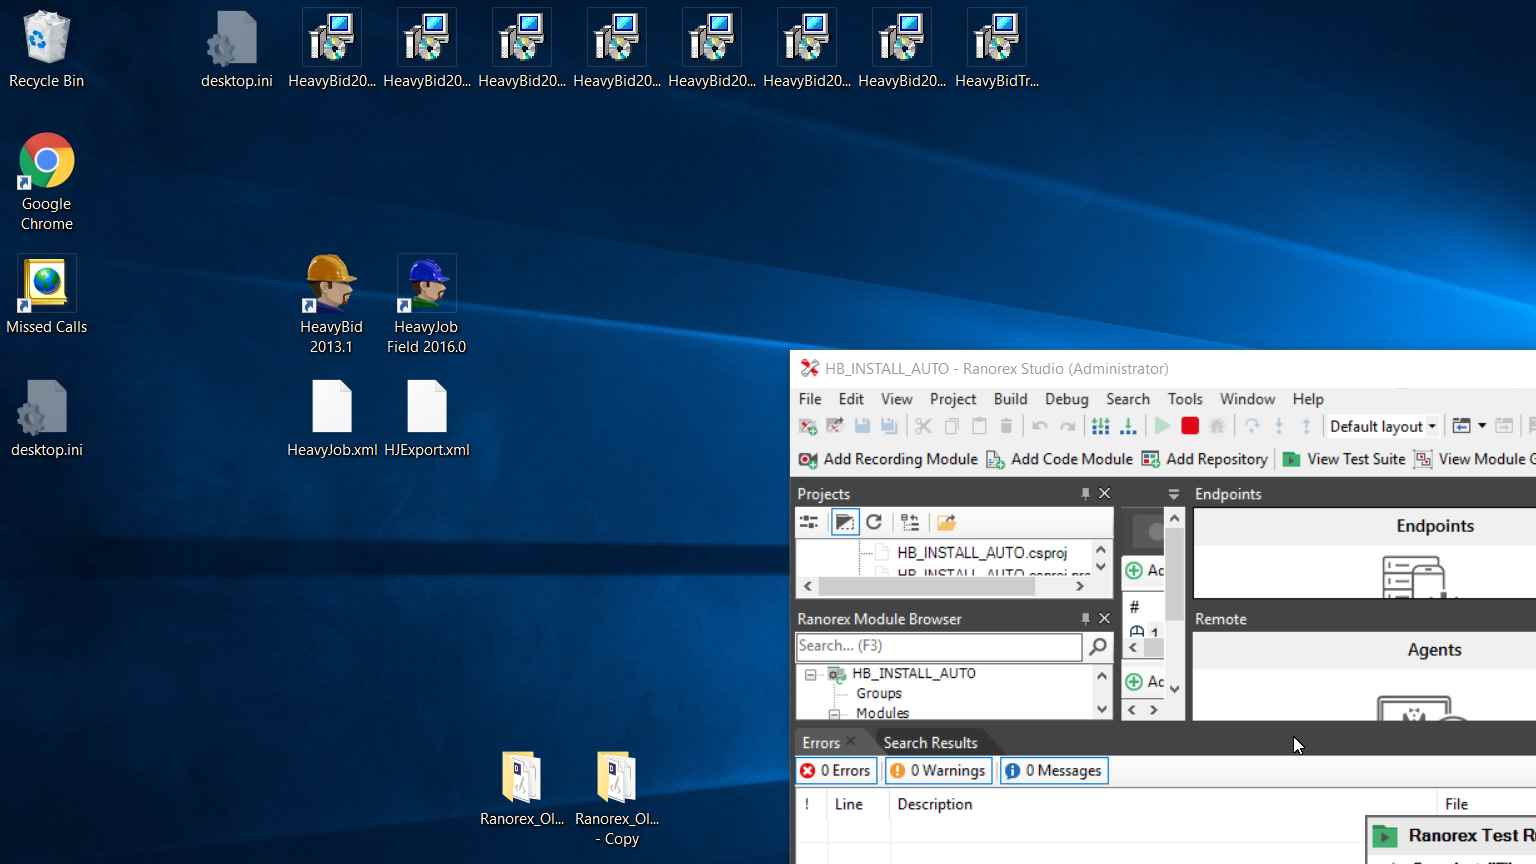 Recycle Bin
desktop.ini
HeavyBid20...
HeavyBid20...
HeavyBid20...
HeavyBid20...
HeavyBid20...
HeavyBid20...
HeavyBid20...
HeavyBidTr...
Google
Chrome
Missed Calls
HeavyBid
2013.1
HeavyJob
Field 2016.0
desktop.ini
HeavyJob.xml
HJExport.xml
Ranorex_Ol...
Ranorex_Ol...
- Copy
HB_INSTALL_AUTO - Ranorex Studio (Administrator)
File Edit View Project Build Debug Search Tools Window Help
Default layout
Add Recording Module Add Code Module Add Repository View Test Suite View Module G
Projects
HB_INSTALL_AUTO.csproj
HB_INSTALL_AUTO.csproj.pre
Ac
#
1
Ac
Ranorex Module Browser
Search... (F3)
HB_INSTALL_AUTO
Groups
Modules
Endpoints
Endpoints
Remote
Agents
Errors
Search Results
0 Errors
0 Warnings
0 Messages
! Line Description File
Ranorex Test R